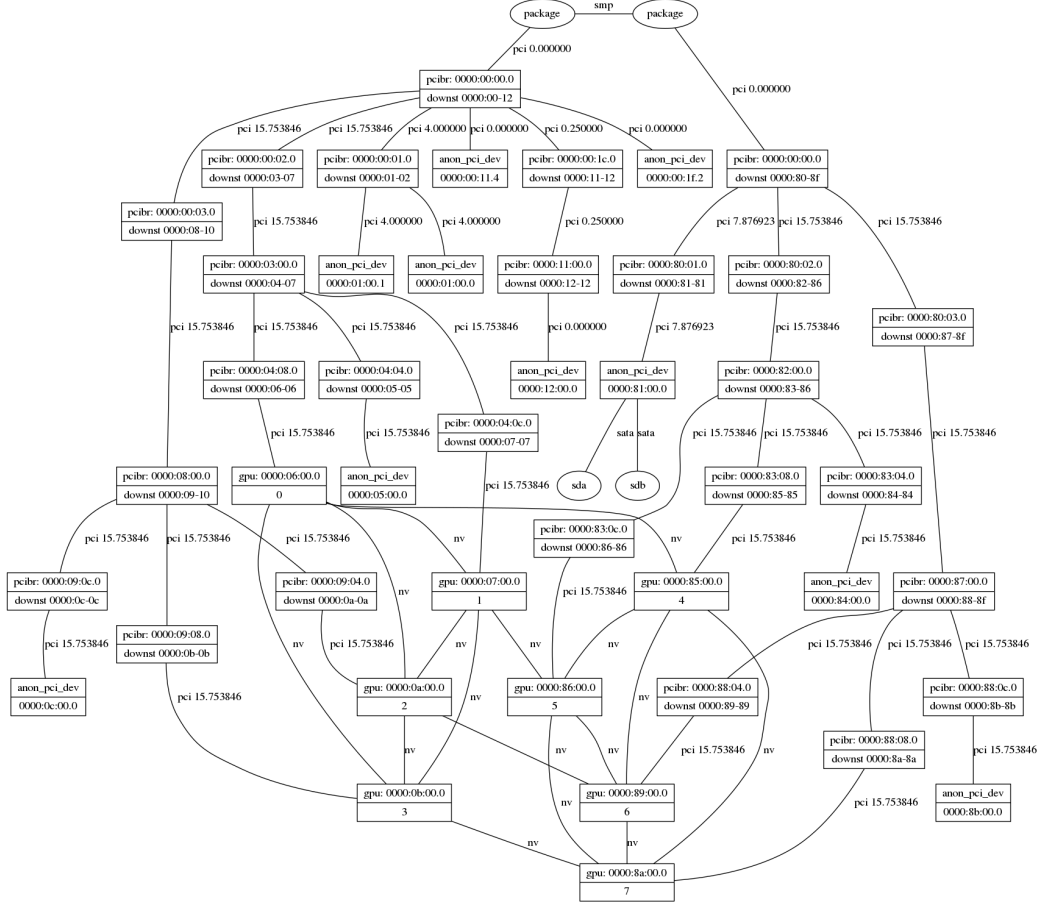 smp
package
package
pci 0.000000
pcibr: 0000:00:00.0
pci 0.000000
downst 0000:00-12
pci 15.753846
pci 15.753846
pci 4.000000
pci 0.000000
pci 0.250000
pci 0.000000
pcibr: 0000:00:02.0
downst 0000:03-07
pcibr: 0000:00:01.0
downst 0000:01-02
anon_pci_dev
0000:00:11.4
pcibr: 0000:00:1c.0
downst 0000:11-12
anon_pci_dev
0000:00:1f.2
pcibr: 0000:00:00.0
downst 0000:80-8f
pcibr: 0000:00:03.0
downst 0000:08-10
pci 15.753846
pci 4.000000
pci 4.000000
pci 0.250000
pci 7.876923
pci 15.753846
pci 15.753846
pcibr: 0000:03:00.0
downst 0000:04-07
anon_pci_dev
0000:01:00.1
anon_pci_dev
0000:01:00.0
pcibr: 0000:11:00.0
downst 0000:12-12
pcibr: 0000:80:01.0
downst 0000:81-81
pcibr: 0000:80:02.0
downst 0000:82-86
pcibr: 0000:80:03.0
downst 0000:87-8f
pci 15.753846
pci 15.753846
pci 15.753846
pci 15.753846
pci 0.000000
pci 7.876923
pci 15.753846
pcibr: 0000:04:08.0
downst 0000:06-06
pcibr: 0000:04:04.0
downst 0000:05-05
anon_pci_dev
0000:12:00.0
anon_pci_dev
0000:81:00.0
pcibr: 0000:82:00.0
downst 0000:83-86
pcibr: 0000:04:0c.0
downst 0000:07-07
pci 15.753846
pci 15.753846
sata
sata
pci 15.753846
pci 15.753846
pci 15.753846
pci 15.753846
pcibr: 0000:08:00.0
downst 0000:09-10
gpu: 0000:06:00.0
0
anon_pci_dev
0000:05:00.0
pci 15.753846
sda
sdb
pcibr: 0000:83:08.0
downst 0000:85-85
pcibr: 0000:83:04.0
downst 0000:84-84
pcibr: 0000:83:0c.0
downst 0000:86-86
pci 15.753846
pci 15.753846
pci 15.753846
nv
nv
pci 15.753846
pci 15.753846
pcibr: 0000:09:0c.0
downst 0000:0c-0c
pcibr: 0000:09:04.0
downst 0000:0a-0a
nv
gpu: 0000:07:00.0
1
pci 15.753846
gpu: 0000:85:00.0
4
anon_pci_dev
0000:84:00.0
pcibr: 0000:87:00.0
downst 0000:88-8f
pcibr: 0000:09:08.0
downst 0000:0b-0b
pci 15.753846
nv
pci 15.753846
nv
nv
nv
pci 15.753846
pci 15.753846
pci 15.753846
anon_pci_dev
0000:0c:00.0
pci 15.753846
gpu: 0000:0a:00.0
2
nv
gpu: 0000:86:00.0
5
nv
pcibr: 0000:88:04.0
downst 0000:89-89
pcibr: 0000:88:0c.0
downst 0000:8b-8b
nv
nv
nv
pci 15.753846
nv
pcibr: 0000:88:08.0
downst 0000:8a-8a
pci 15.753846
gpu: 0000:0b:00.0
3
nv
gpu: 0000:89:00.0
6
pci 15.753846
anon_pci_dev
0000:8b:00.0
nv
nv
gpu: 0000:8a:00.0
7